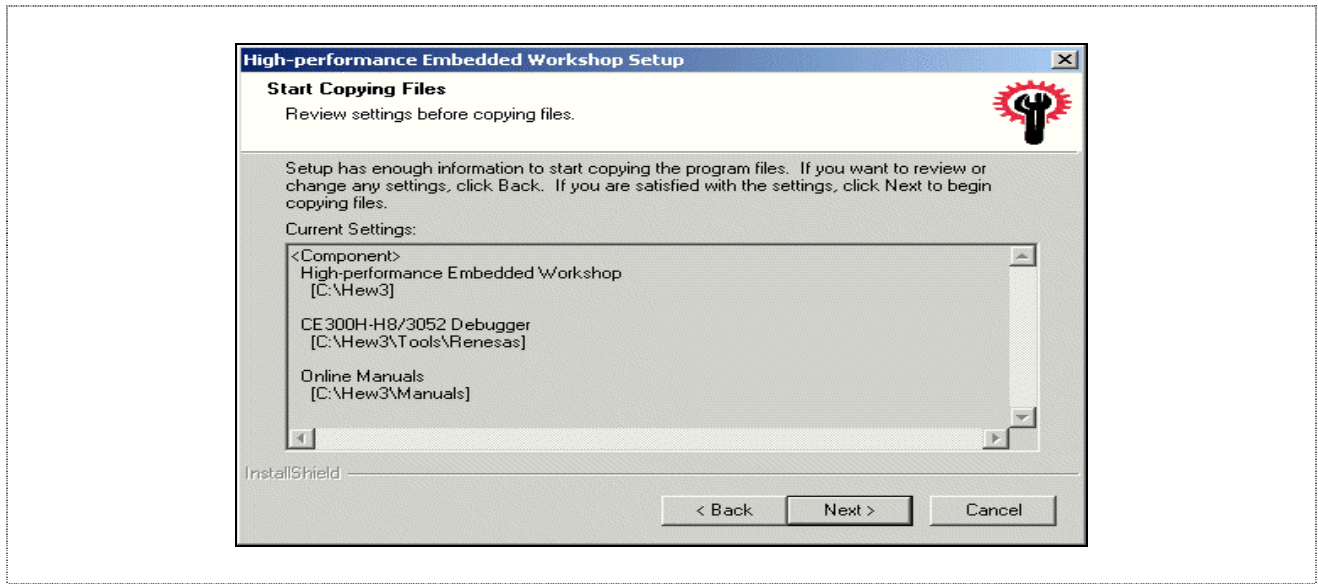 High-performance Embedded Workshop Setup
Start Copying Files
Review settings before copying files.
Setup has enough information to start copying the program files.  If you want to review or
change any settings, click Back.  If you are satisfied with the settings, click Next to begin
copying files.
Current Settings:
<Component>
High-performance Embedded Workshop
[C:\Hew3]
CE300H-H8/3052 Debugger
[C:\Hew3\Tools\Renesas]
Online Manuals
[C:\Hew3\Manuals]
InstallShield
< Back Next > Cancel